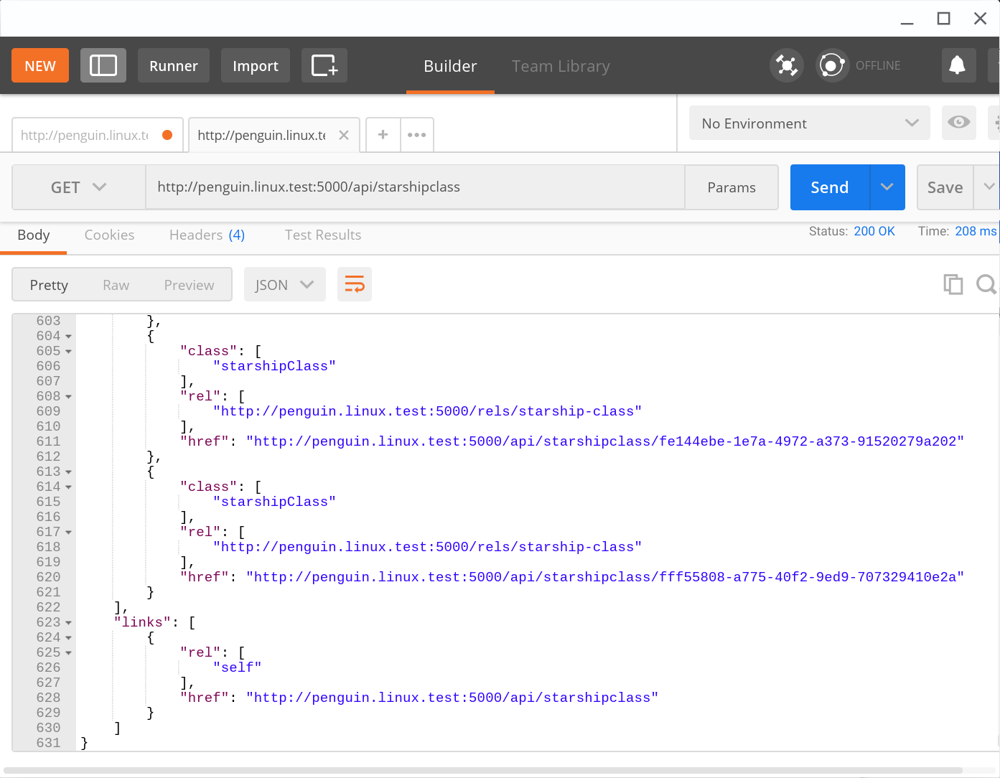 NEW Runner Import Builder Team Library OFFLINE
http://penguin.linux.te http://penguin.linux.te No Environment
GET http://penguin.linux.test:5000/api/starshipclass Params Send Save
Body Cookies Headers (4) Test Results Status: 200 OK Time: 208 ms
Pretty Raw Preview JSON
603 },
604 {
605 "class": [
606 "starshipClass"
607 ],
608 "rel": [
609 "http://penguin.linux.test:5000/rels/starship-class"
610 ],
611 "href": "http://penguin.linux.test:5000/api/starshipclass/fe144ebe-1e7a-4972-a373-91520279a202"
612 },
613 {
614 "class": [
615 "starshipClass"
616 ],
617 "rel": [
618 "http://penguin.linux.test:5000/rels/starship-class"
619 ],
620 "href": "http://penguin.linux.test:5000/api/starshipclass/fff55808-a775-40f2-9ed9-707329410e2a"
621 }
622 ],
623 "links": [
624 {
625 "rel": [
626 "self"
627 ],
628 "href": "http://penguin.linux.test:5000/api/starshipclass"
629 }
630 ]
631 }